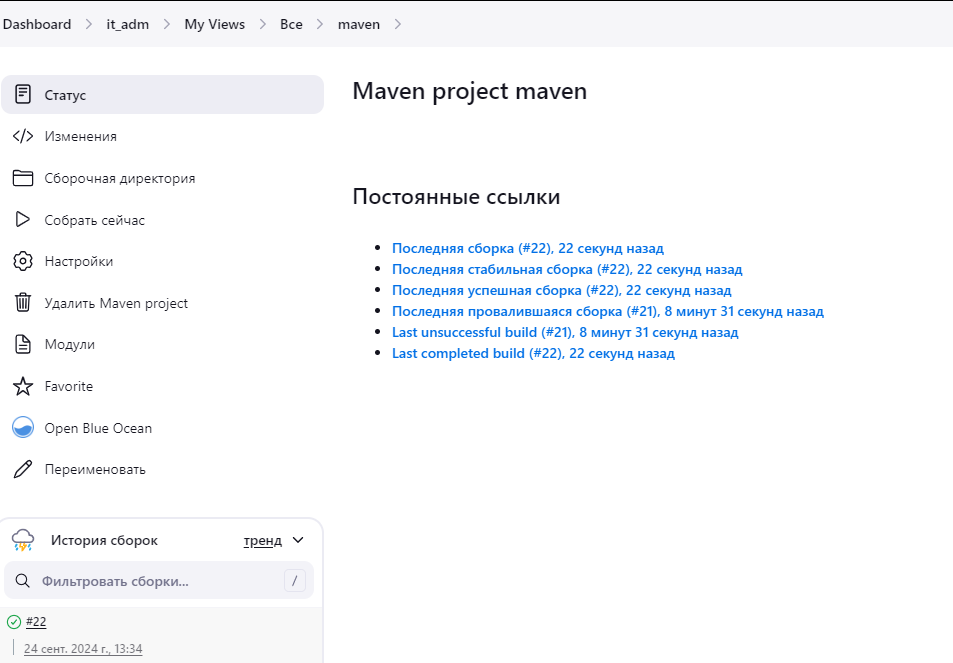 Dashboard > it_adm > My Views > Все > maven >
Статус
Изменения
Сборочная директория
Собрать сейчас
Настройки
Удалить Maven project
Модули
Favorite
Open Blue Ocean
Переименовать
История сборок тренд
Фильтровать сборки... /
#22
24 сент. 2024 г., 13:34
Maven project maven
Постоянные ссылки
Последняя сборка (#22), 22 секунд назад
Последняя стабильная сборка (#22), 22 секунд назад
Последняя успешная сборка (#22), 22 секунд назад
Последняя провалившаяся сборка (#21), 8 минут 31 секунд назад
Last unsuccessful build (#21), 8 минут 31 секунд назад
Last completed build (#22), 22 секунд назад